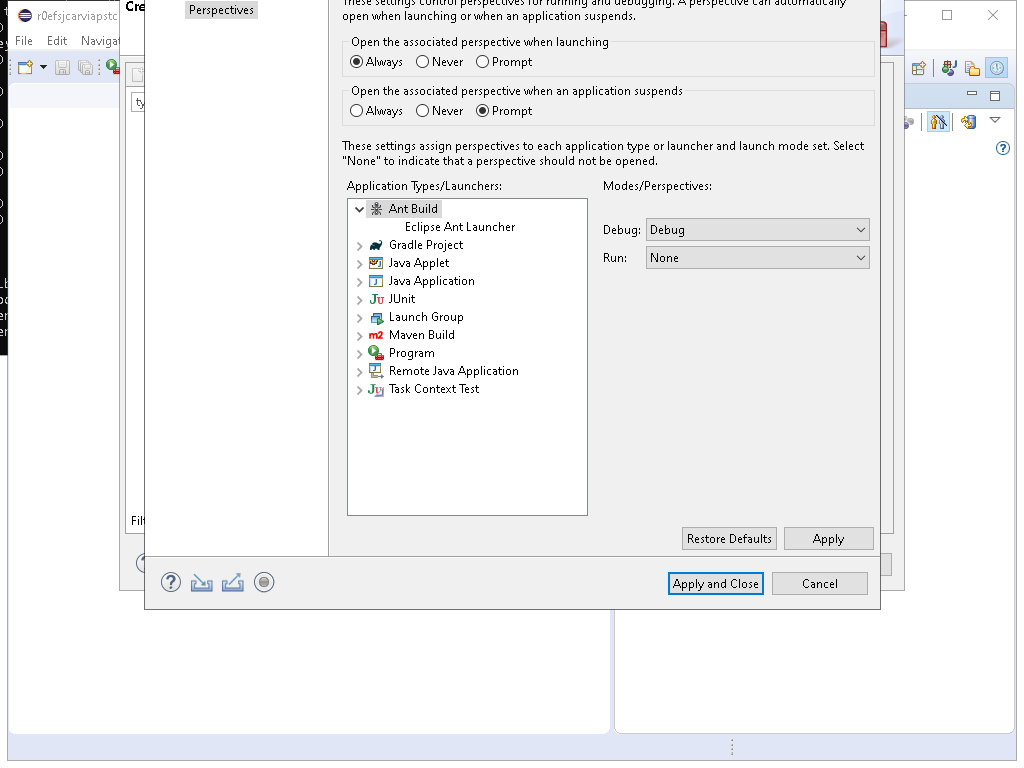 Perspectives
These settings control perspectives for running and debugging. A perspective can automatically
open when launching or when an application suspends.
r0efsjcarviapstc
Cre
File Edit Navigat
Open the associated perspective when launching
Always Never Prompt
Open the associated perspective when an application suspends
Always Never Prompt
ty
These settings assign perspectives to each application type or launcher and launch mode set. Select
"None" to indicate that a perspective should not be opened.
Application Types/Launchers:
Modes/Perspectives:
Ant Build
Eclipse Ant Launcher
Gradle Project
Java Applet
Java Application
JUnit
Launch Group
Maven Build
Program
Remote Java Application
Task Context Test
Debug: Debug
Run: None
Filt
Restore Defaults Apply
Apply and Close Cancel